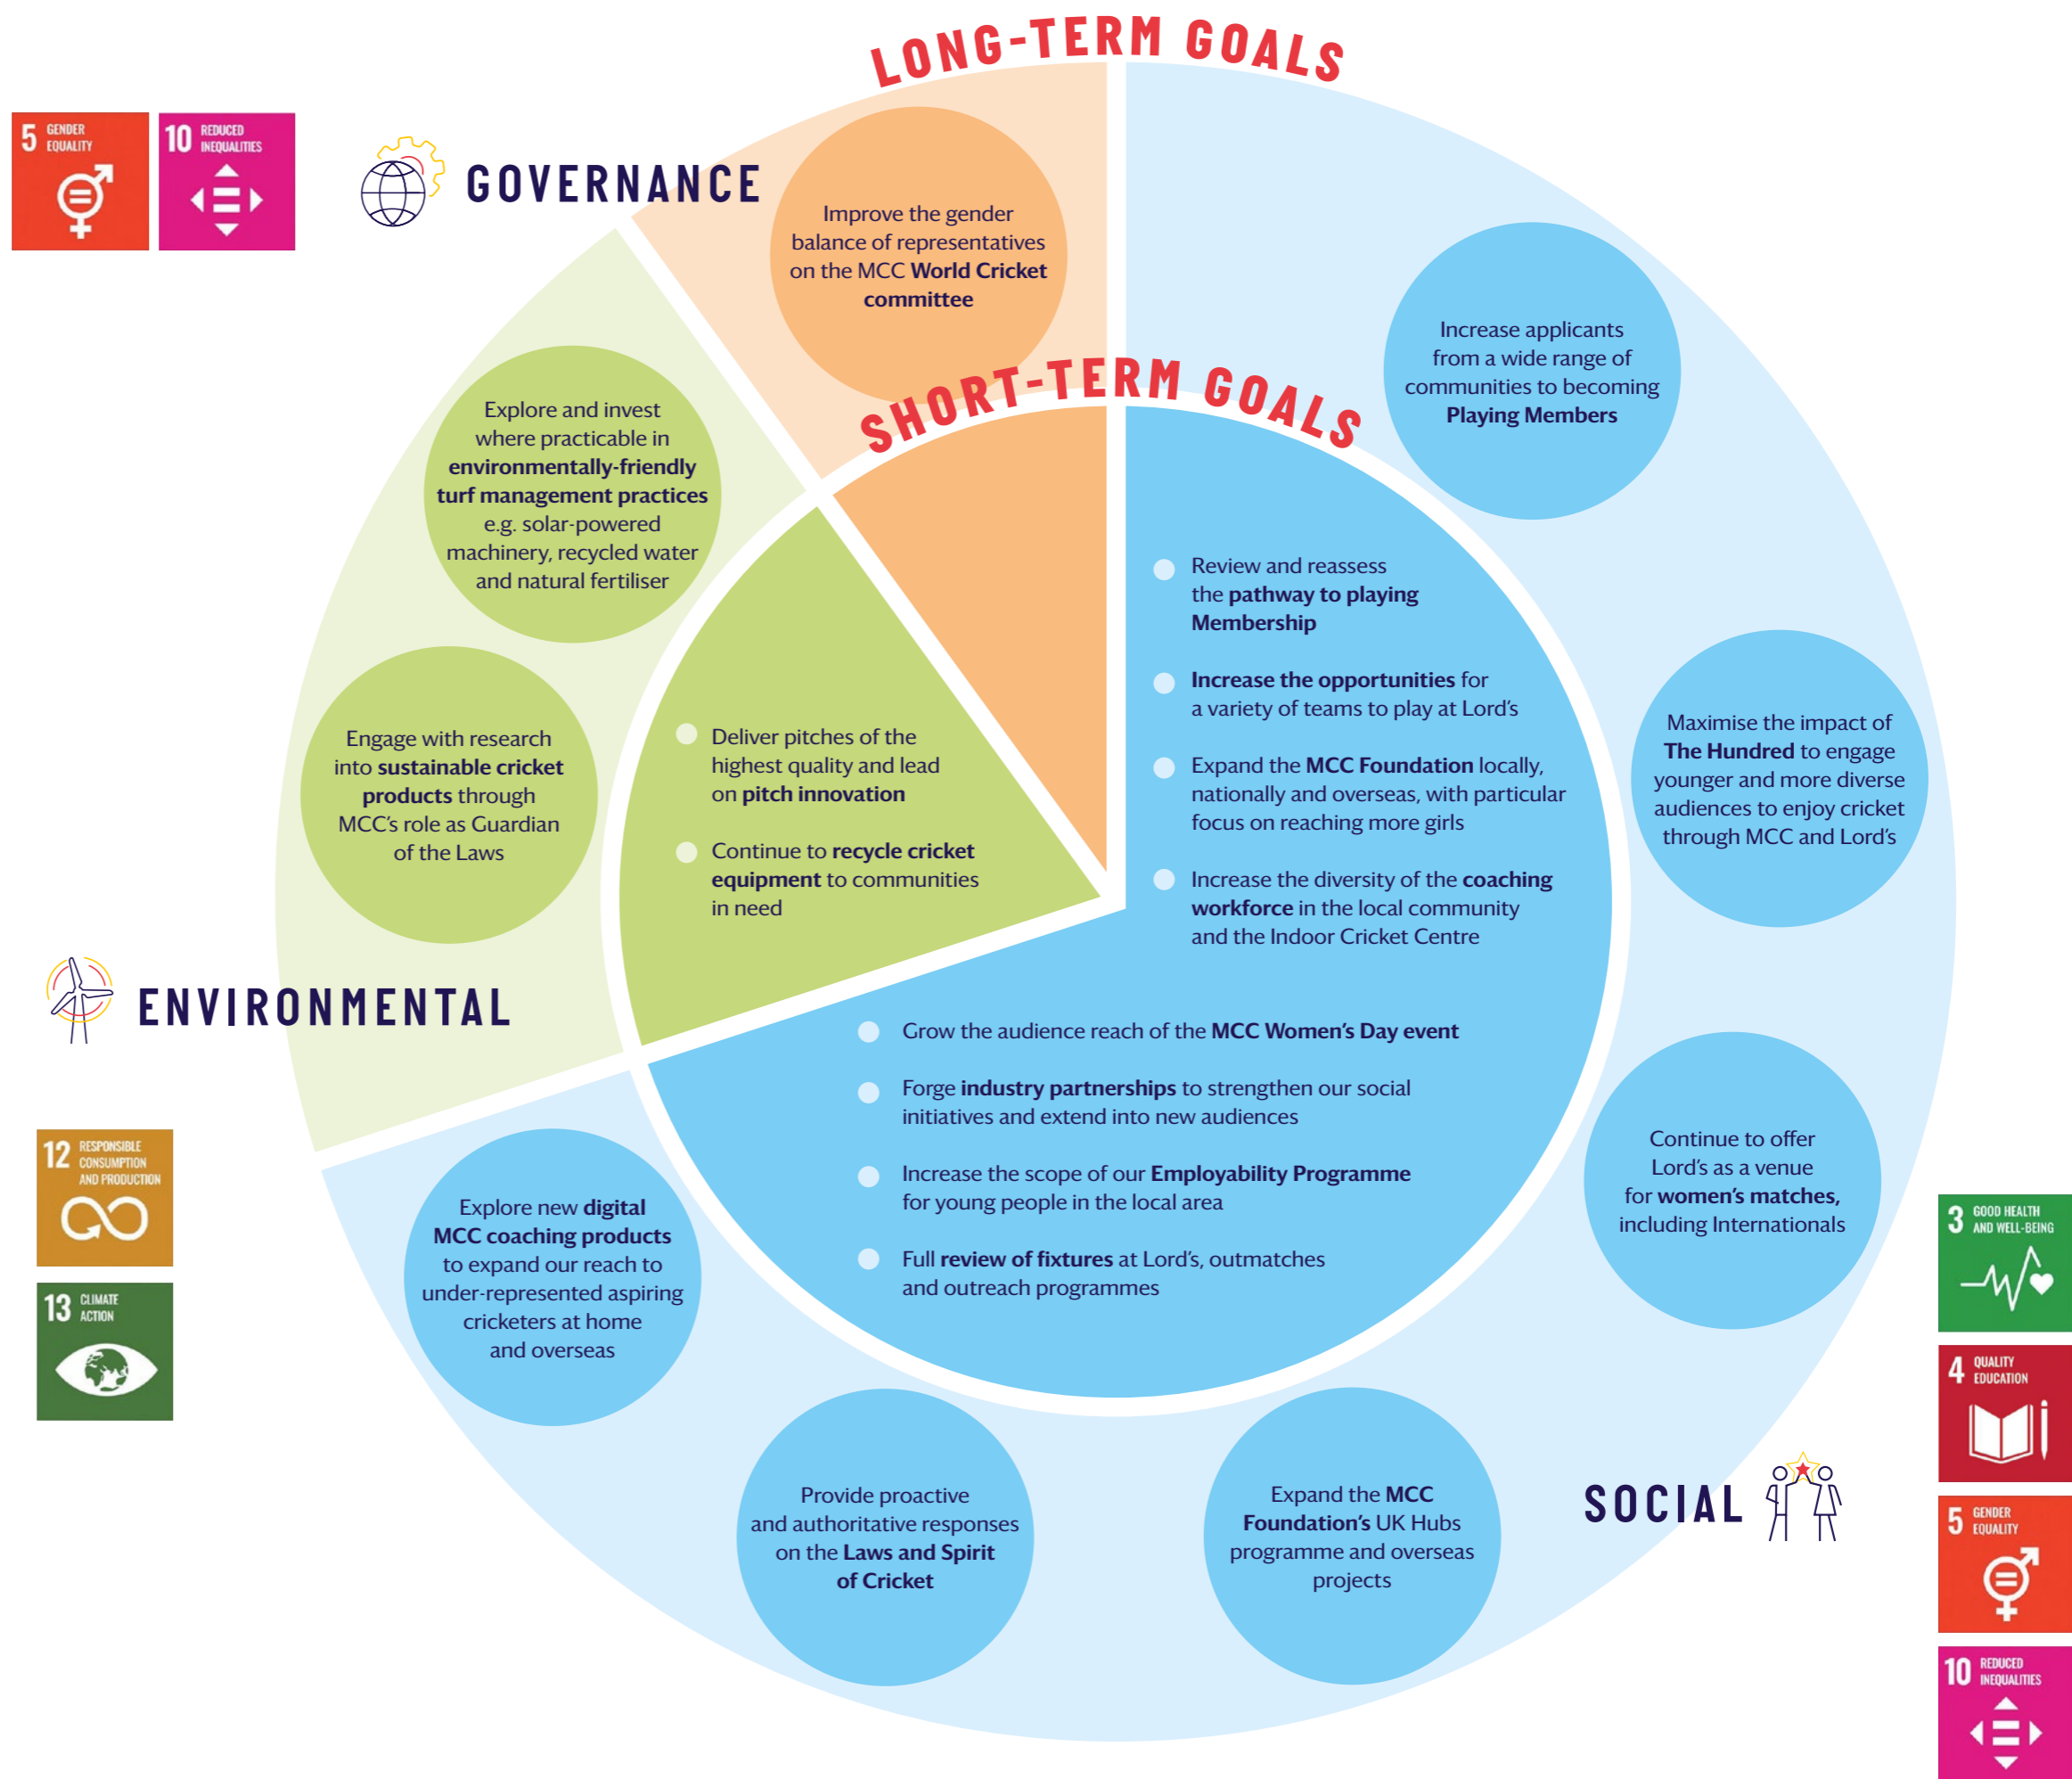 LONG-TERM GOALS
5 GENDER
EQUALITY
10 REDUCED
INEQUALITIES
GOVERNANCE
Improve the gender
balance of representatives
on the MCC World Cricket
committee
Increase applicants
from a wide range of
communities to becoming
Playing Members
SHORT-TERM GOALS
Explore and invest
where practicable in
environmentally-friendly
turf management practices
e.g. solar-powered
machinery, recycled water
and natural fertiliser
Review and reassess
the pathway to playing
Membership
Increase the opportunities for
a variety of teams to play at Lord's
Expand the MCC Foundation locally,
nationally and overseas, with particular
focus on reaching more girls
Increase the diversity of the coaching
workforce in the local community
and the Indoor Cricket Centre
Maximise the impact of
The Hundred to engage
younger and more diverse
audiences to enjoy cricket
through MCC and Lord's
Engage with research
into sustainable cricket
products through
MCC's role as Guardian
of the Laws
Deliver pitches of the
highest quality and lead
on pitch innovation
Continue to recycle cricket
equipment to communities
in need
ENVIRONMENTAL
Grow the audience reach of the MCC Women's Day event
Forge industry partnerships to strengthen our social
initiatives and extend into new audiences
Increase the scope of our Employability Programme
for young people in the local area
Full review of fixtures at Lord's, outmatches
and outreach programmes
Continue to offer
Lord's as a venue
for women's matches,
including Internationals
12 RESPONSIBLE
CONSUMPTION
AND PRODUCTION
13 CLIMATE
ACTION
Explore new digital
MCC coaching products
to expand our reach to
under-represented aspiring
cricketers at home
and overseas
Provide proactive
and authoritative responses
on the Laws and Spirit
of Cricket
Expand the MCC
Foundation's UK Hubs
programme and overseas
projects
SOCIAL
3 GOOD HEALTH
AND WELL-BEING
4 QUALITY
EDUCATION
5 GENDER
EQUALITY
10 REDUCED
INEQUALITIES